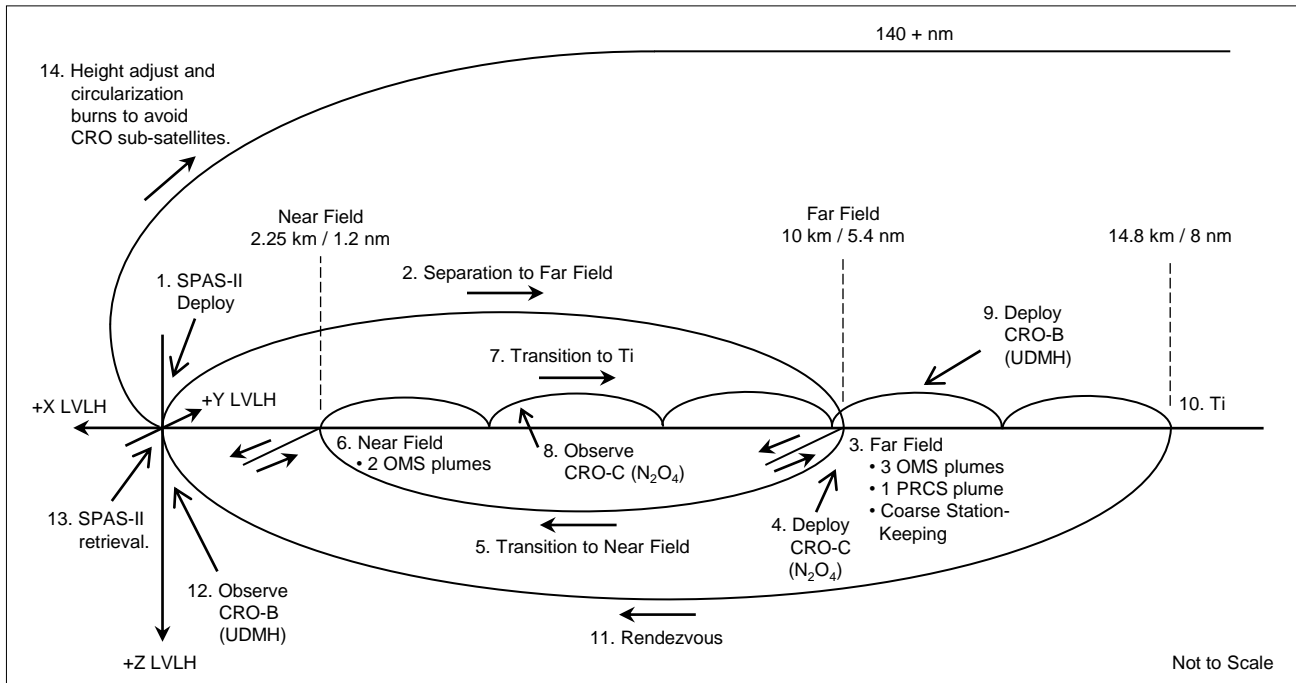 140 + nm
14. Height adjust and
circularization
burns to avoid
CRO sub-satellites.
Near Field
2.25 km / 1.2 nm
Far Field
10 km / 5.4 nm
14.8 km / 8 nm
1. SPAS-II
Deploy
2. Separation to Far Field
9. Deploy
CRO-B
(UDMH)
7. Transition to Ti
+X LVLH
+Y LVLH
10. Ti
6. Near Field
• 2 OMS plumes
8. Observe
CRO-C (N₂O₄)
3. Far Field
• 3 OMS plumes
• 1 PRCS plume
• Coarse Station-
Keeping
4. Deploy
CRO-C
(N₂O₄)
13. SPAS-II
retrieval.
5. Transition to Near Field
12. Observe
CRO-B
(UDMH)
11. Rendezvous
+Z LVLH
Not to Scale